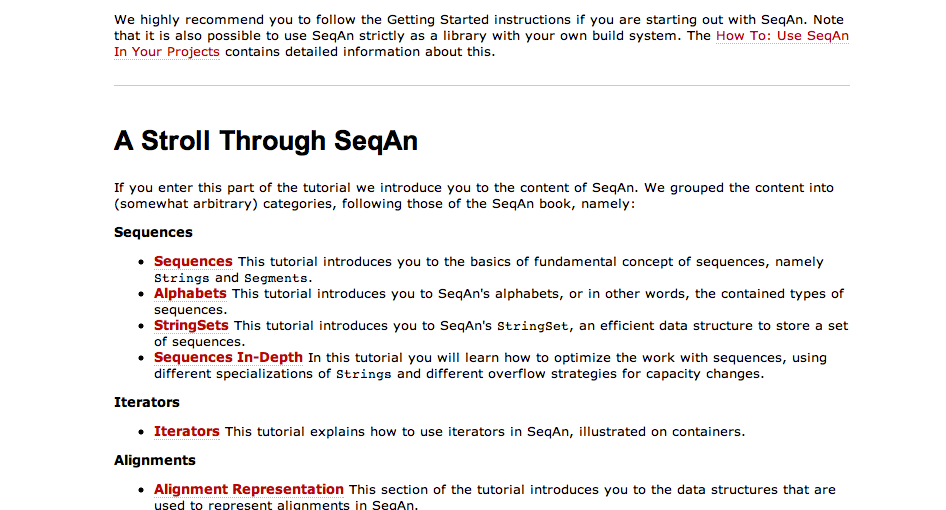 We highly recommend you to follow the Getting Started instructions if you are starting out with SeqAn. Note
that it is also possible to use SeqAn strictly as a library with your own build system. The How To: Use SeqAn
In Your Projects contains detailed information about this.
A Stroll Through SeqAn
If you enter this part of the tutorial we introduce you to the content of SeqAn. We grouped the content into
(somewhat arbitrary) categories, following those of the SeqAn book, namely:
Sequences
• Sequences This tutorial introduces you to the basics of fundamental concept of sequences, namely
Strings and Segments.
• Alphabets This tutorial introduces you to SeqAn's alphabets, or in other words, the contained types of
sequences.
• StringSets This tutorial introduces you to SeqAn's StringSet, an efficient data structure to store a set
of sequences.
• Sequences In-Depth In this tutorial you will learn how to optimize the work with sequences, using
different specializations of Strings and different overflow strategies for capacity changes.
Iterators
• Iterators This tutorial explains how to use iterators in SeqAn, illustrated on containers.
Alignments
• Alignment Representation This section of the tutorial introduces you to the data structures that are
used to represent alignments in SeqAn.